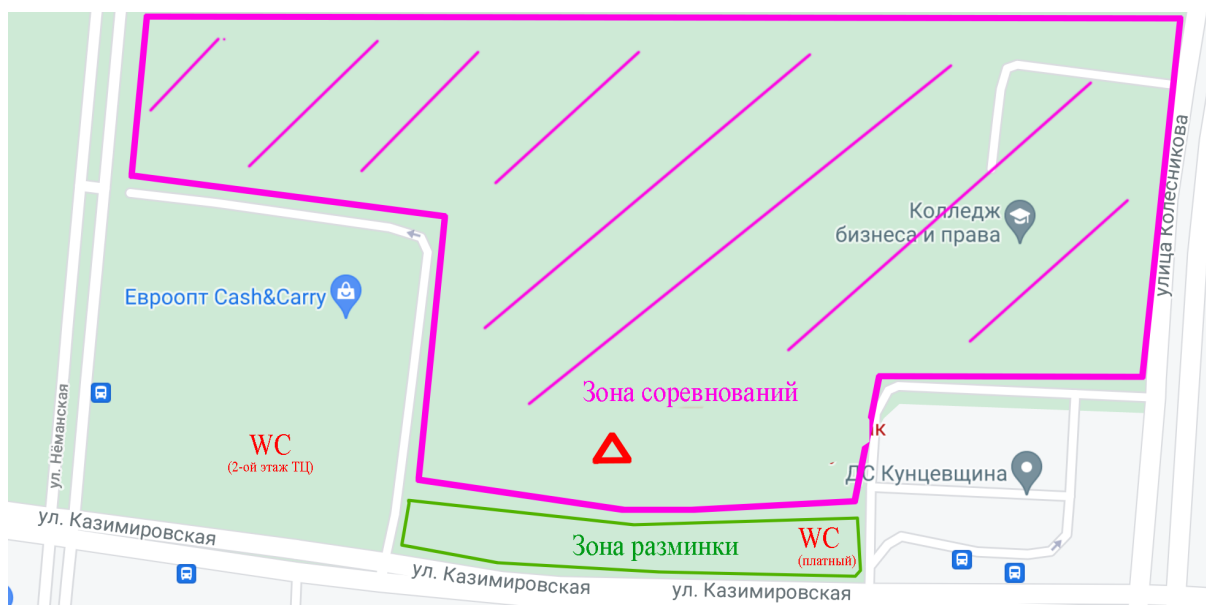 улица Колесникова
Колледж
бизнеса и права
Евроопт Cash&Carry
Зона соревнований
ул. Нёманская
WC
(2-ой этаж ТЦ)
к
ДС Кунцевщина
ул. Казимировская
Зона разминки
WC
(платный)
ул. Казимировская
ул. Казимировская